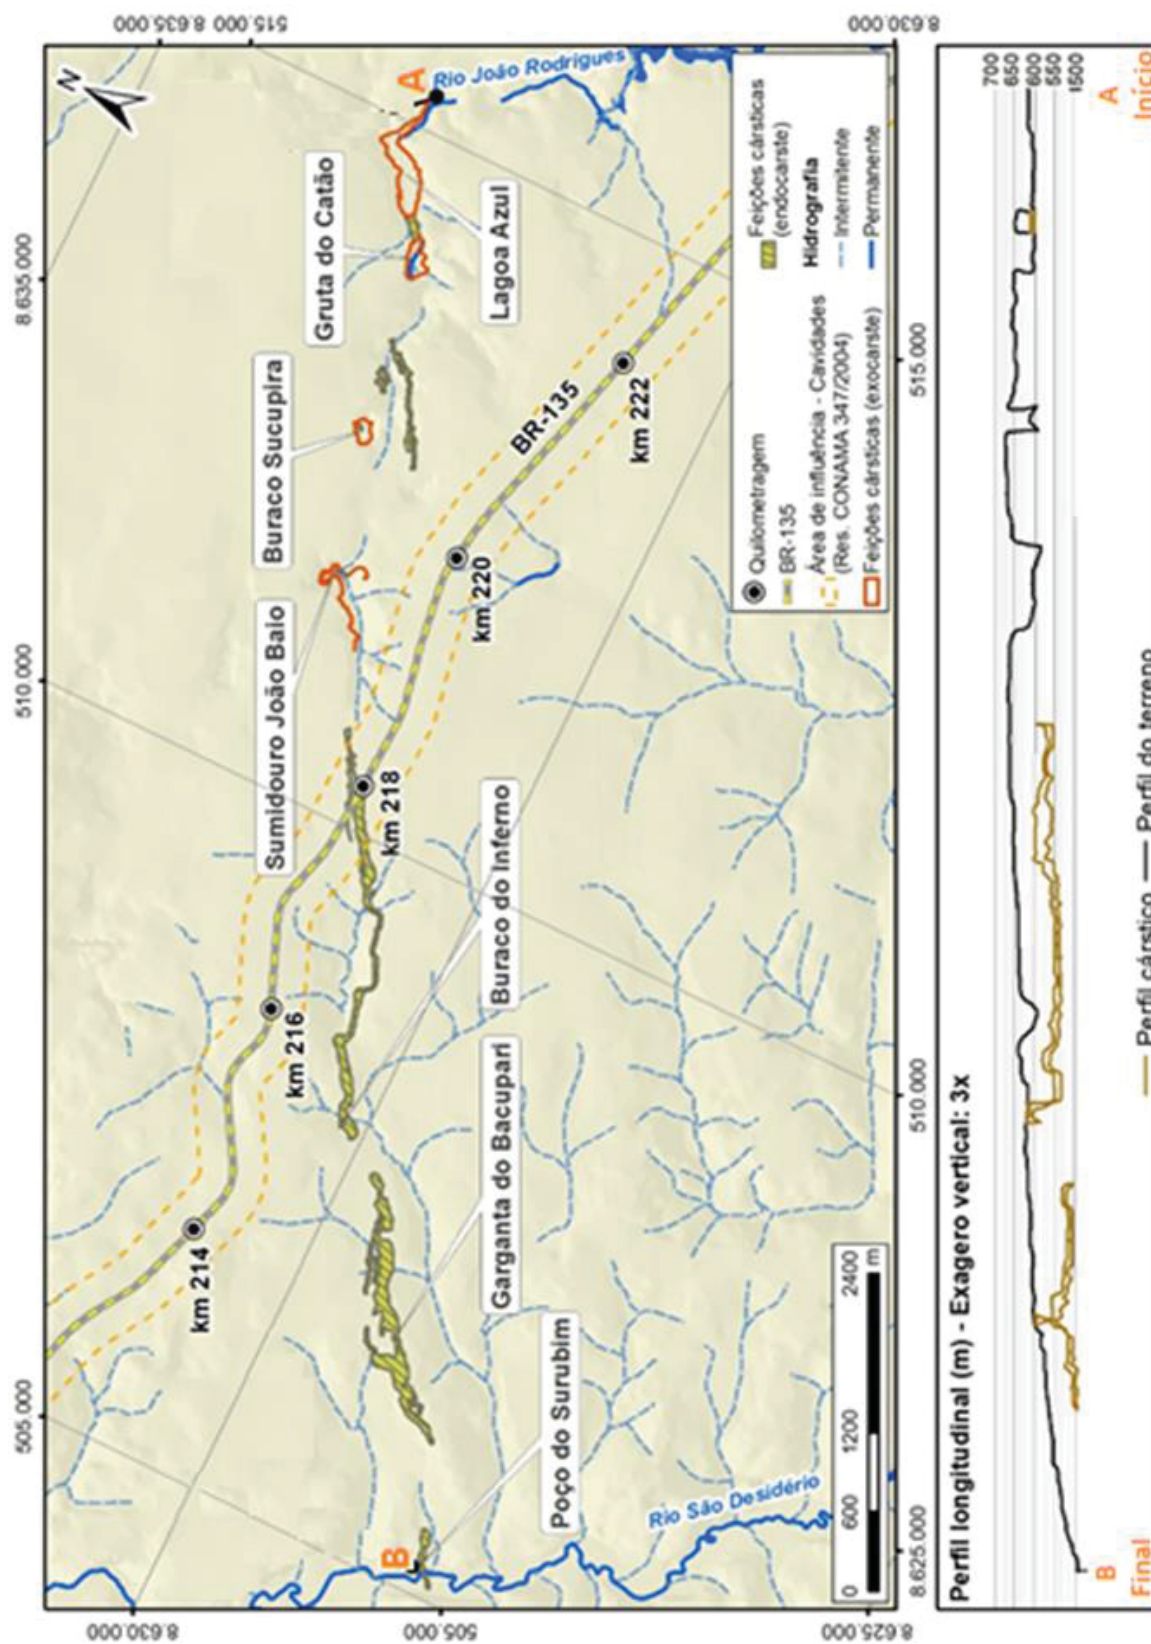 8.635.000
515.000
8.630.000
N
8.635.000
510.000
505.000
A
Rio João Rodrigues
Gruta do Catão
Lagoa Azul
Buraco Sucupira
Sumidouro João Baio
BR-135
km 222
km 220
km 218
km 216
km 214
Buraco do Inferno
Garganta do Bacupari
Poço do Surubim
B
Rio São Desidério
Quilometragem
BR-135
Área de influência - Cavidades
(Res. CONAMA 347/2004)
Feições cársticas (exocarste)
Feições cársticas
(endocarste)
Hidrografia
Intermitente
Permanente
0 600 1200 2400
m
515.000
510.000
8.625.000
8.630.000
505.000
8.625.000
Perfil longitudinal (m) - Exagero vertical: 3x
700
650
600
550
1500
B
Final
A
Início
Perfil cárstico
Perfil do terreno